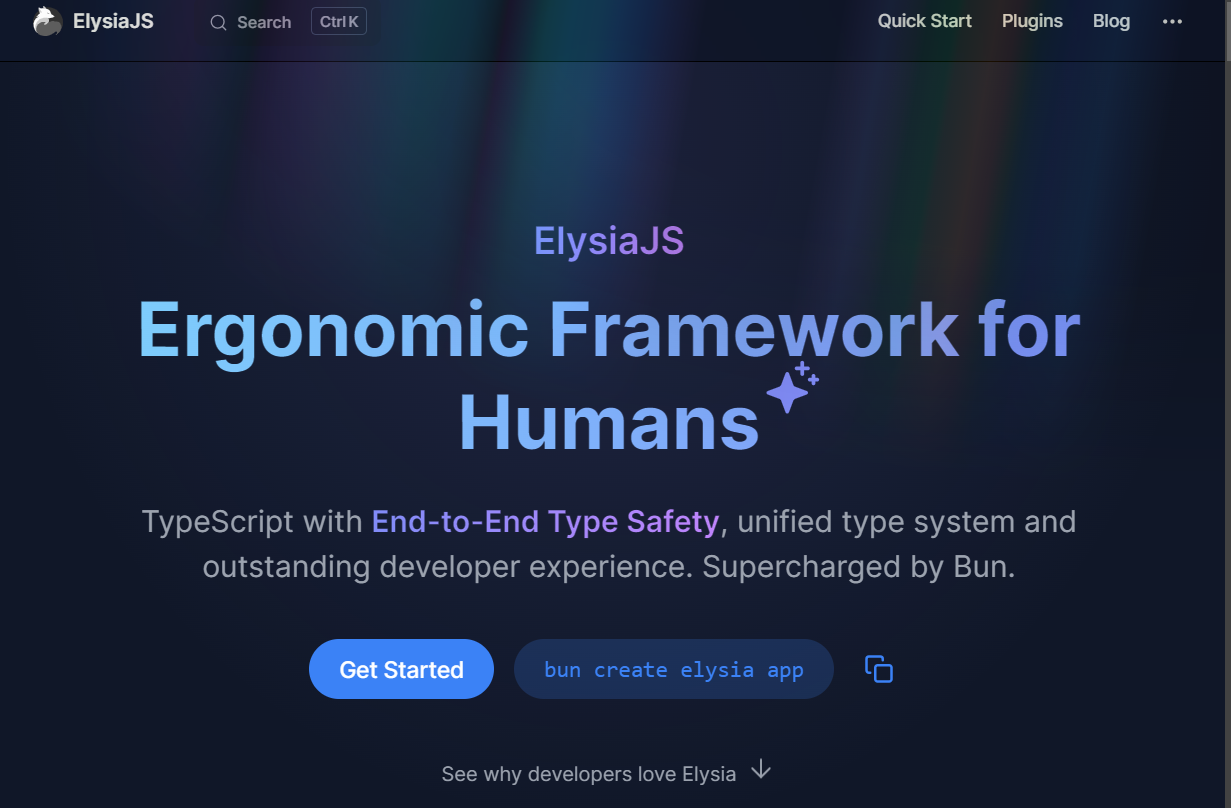 ElysiaJS Search Ctrl K Quick Start Plugins Blog
ElysiaJS
Ergonomic Framework for
Humans
TypeScript with End-to-End Type Safety, unified type system and
outstanding developer experience. Supercharged by Bun.
Get Started bun create elysia app
See why developers love Elysia